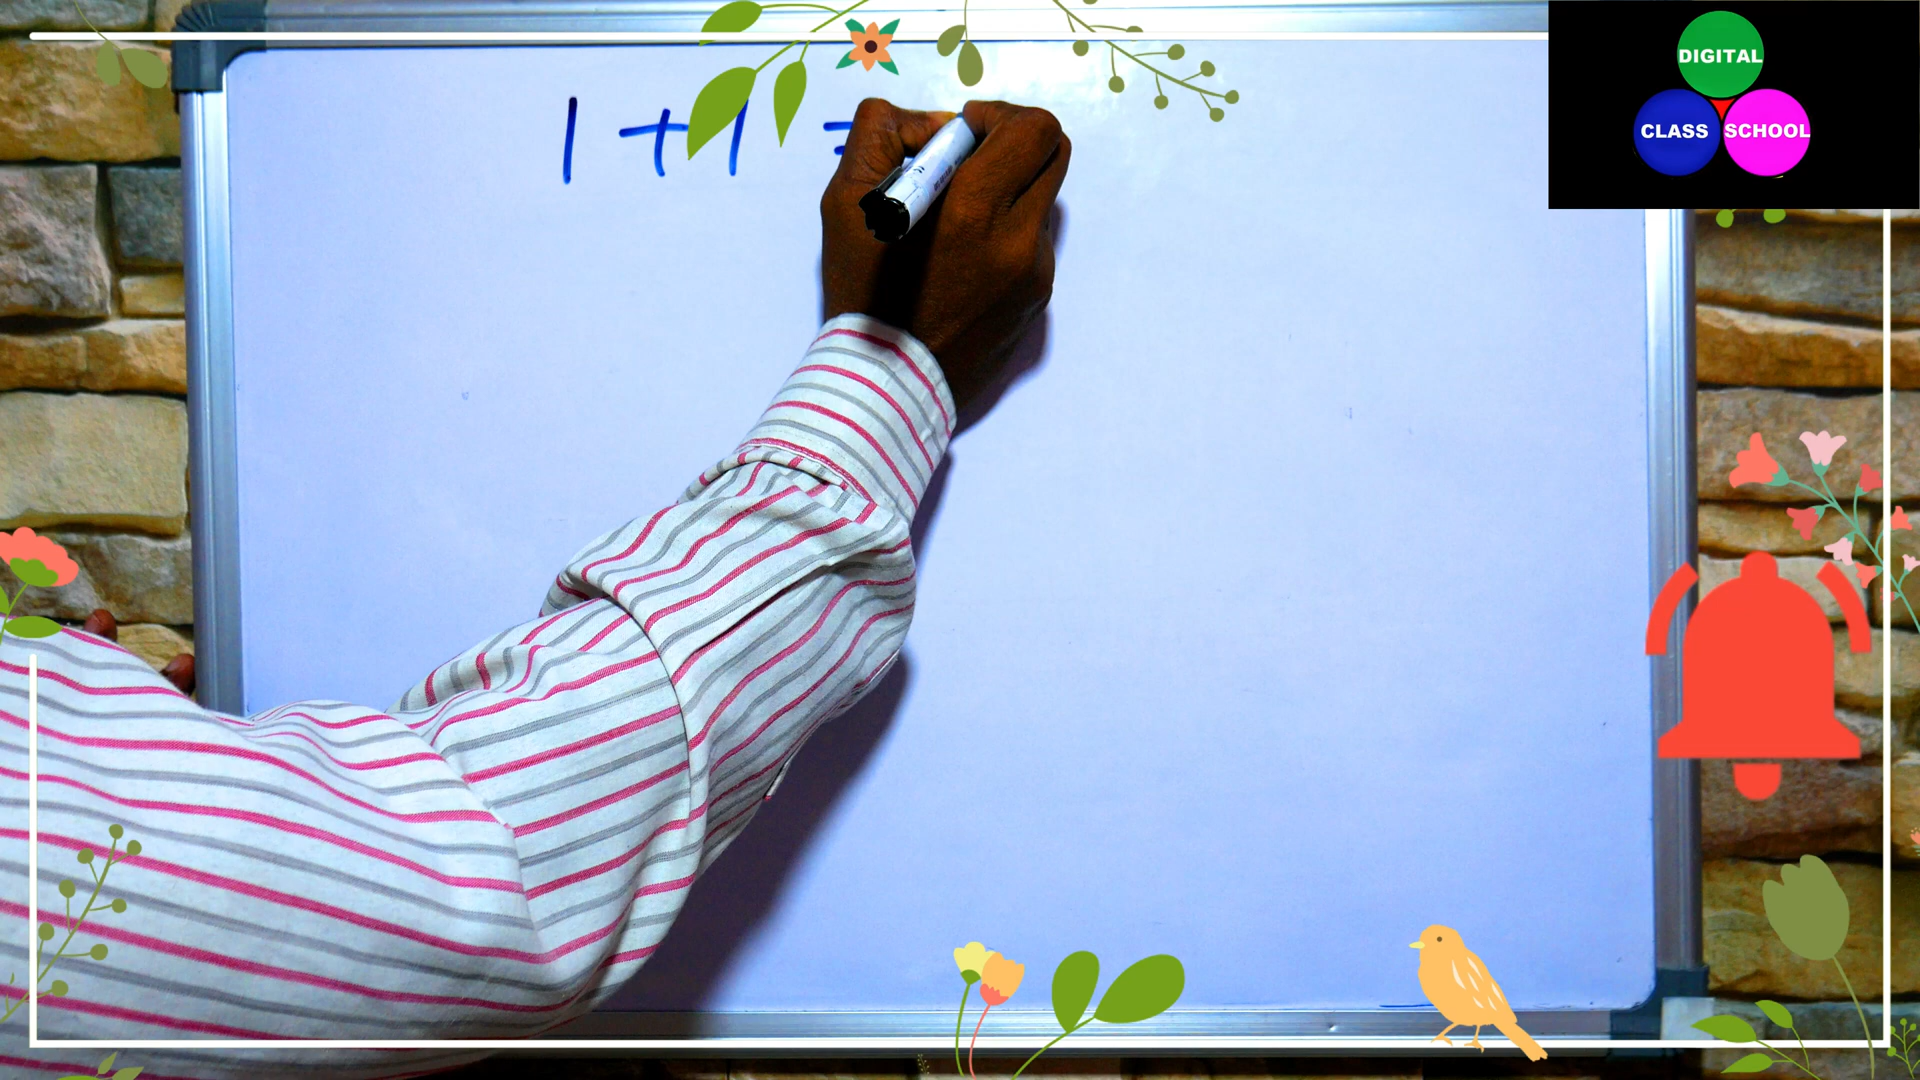 1 + 1 =
DIGITAL
CLASS SCHOOL